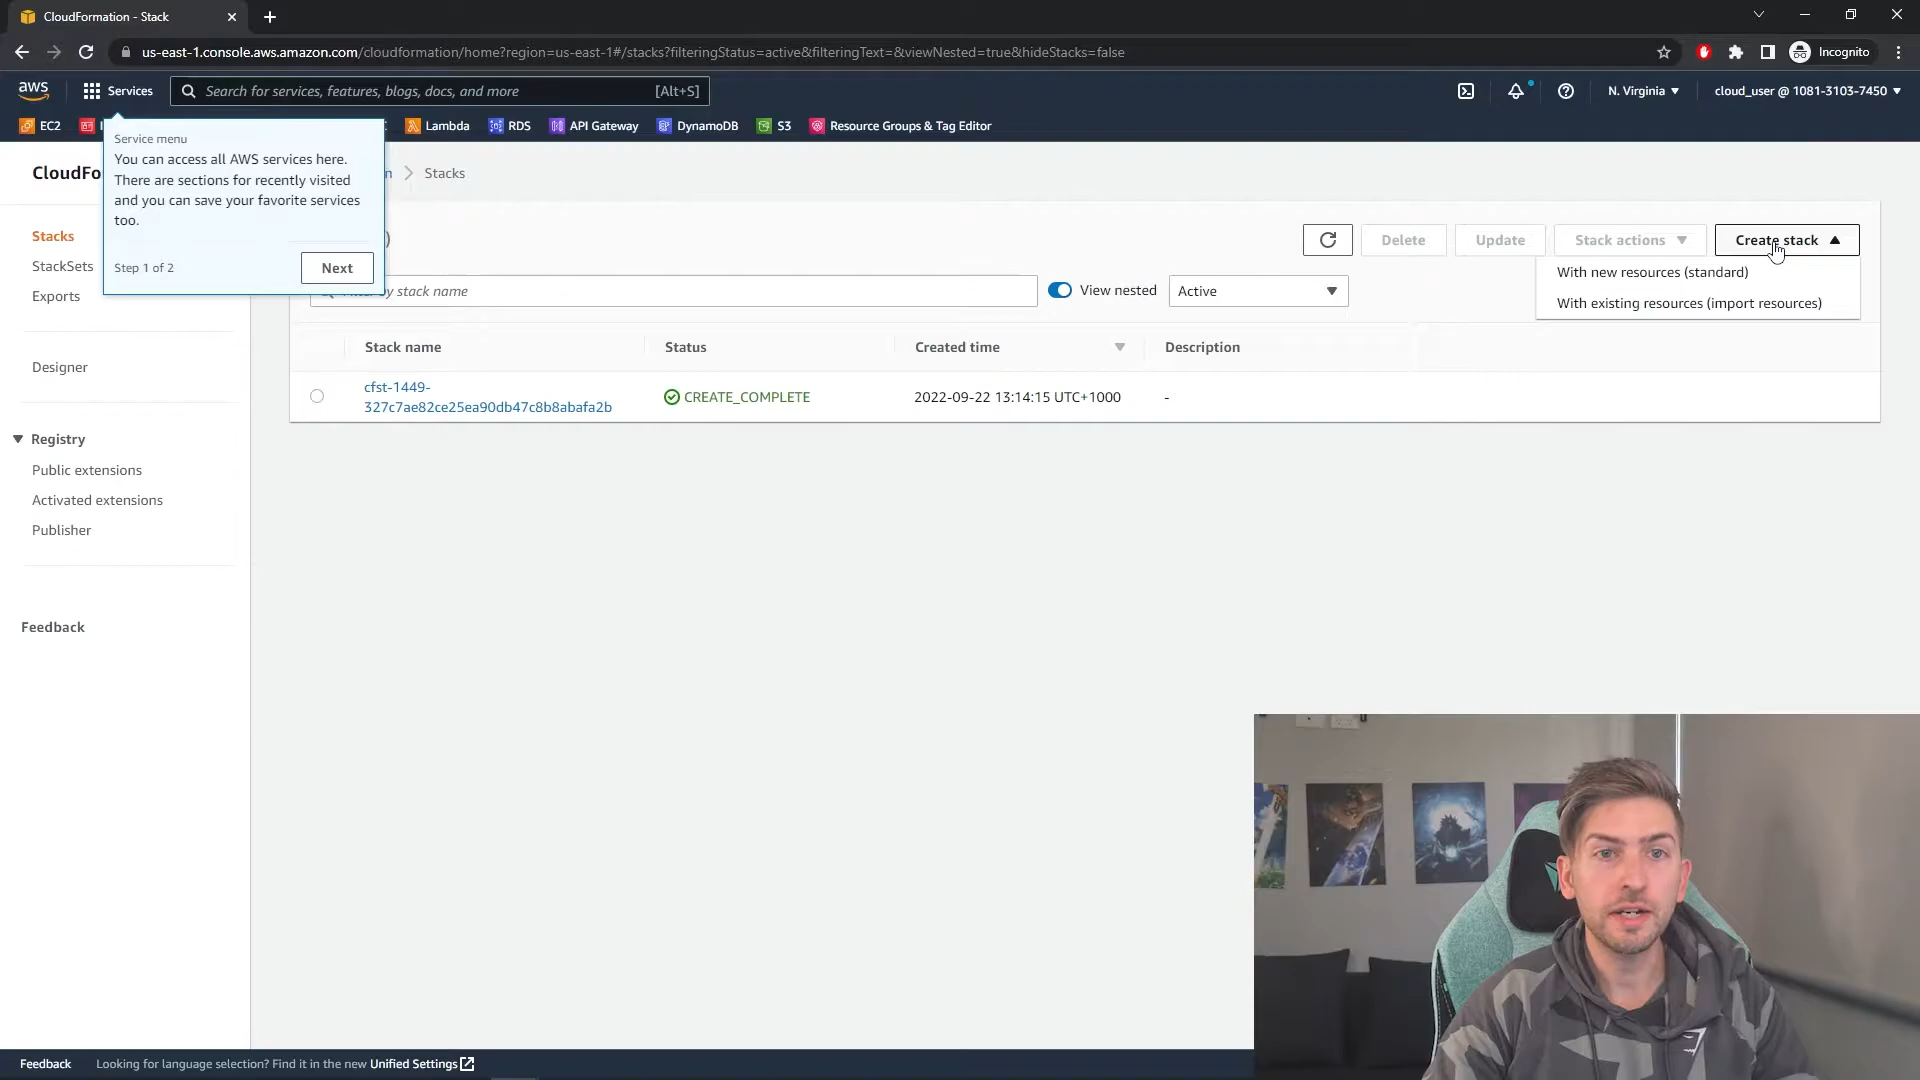 CloudFormation - Stack
us-east-1.console.aws.amazon.com/cloudformation/home?region=us-east-1#/stacks?filteringStatus=active&filteringText=&viewNested=true&hideStacks=false
Incognito
aws
Services
Search for services, features, blogs, docs, and more
[Alt+S]
N. Virginia
cloud_user @ 1081-3103-7450
EC2
Lambda
RDS
API Gateway
DynamoDB
S3
Resource Groups & Tag Editor
Service menu
You can access all AWS services here.
There are sections for recently visited
and you can save your favorite services
too.
Step 1 of 2
Next
CloudFo
n
Stacks
Stacks
StackSets
Exports
Designer
Registry
Public extensions
Activated extensions
Publisher
Feedback
)
Delete
Update
Stack actions
Create stack
With new resources (standard)
With existing resources (import resources)
by stack name
View nested
Active
Stack name
Status
Created time
Description
cfst-1449-
327c7ae82ce25ea90db47c8b8abafa2b
CREATE_COMPLETE
2022-09-22 13:14:15 UTC+1000
-
Feedback
Looking for language selection? Find it in the new Unified Settings